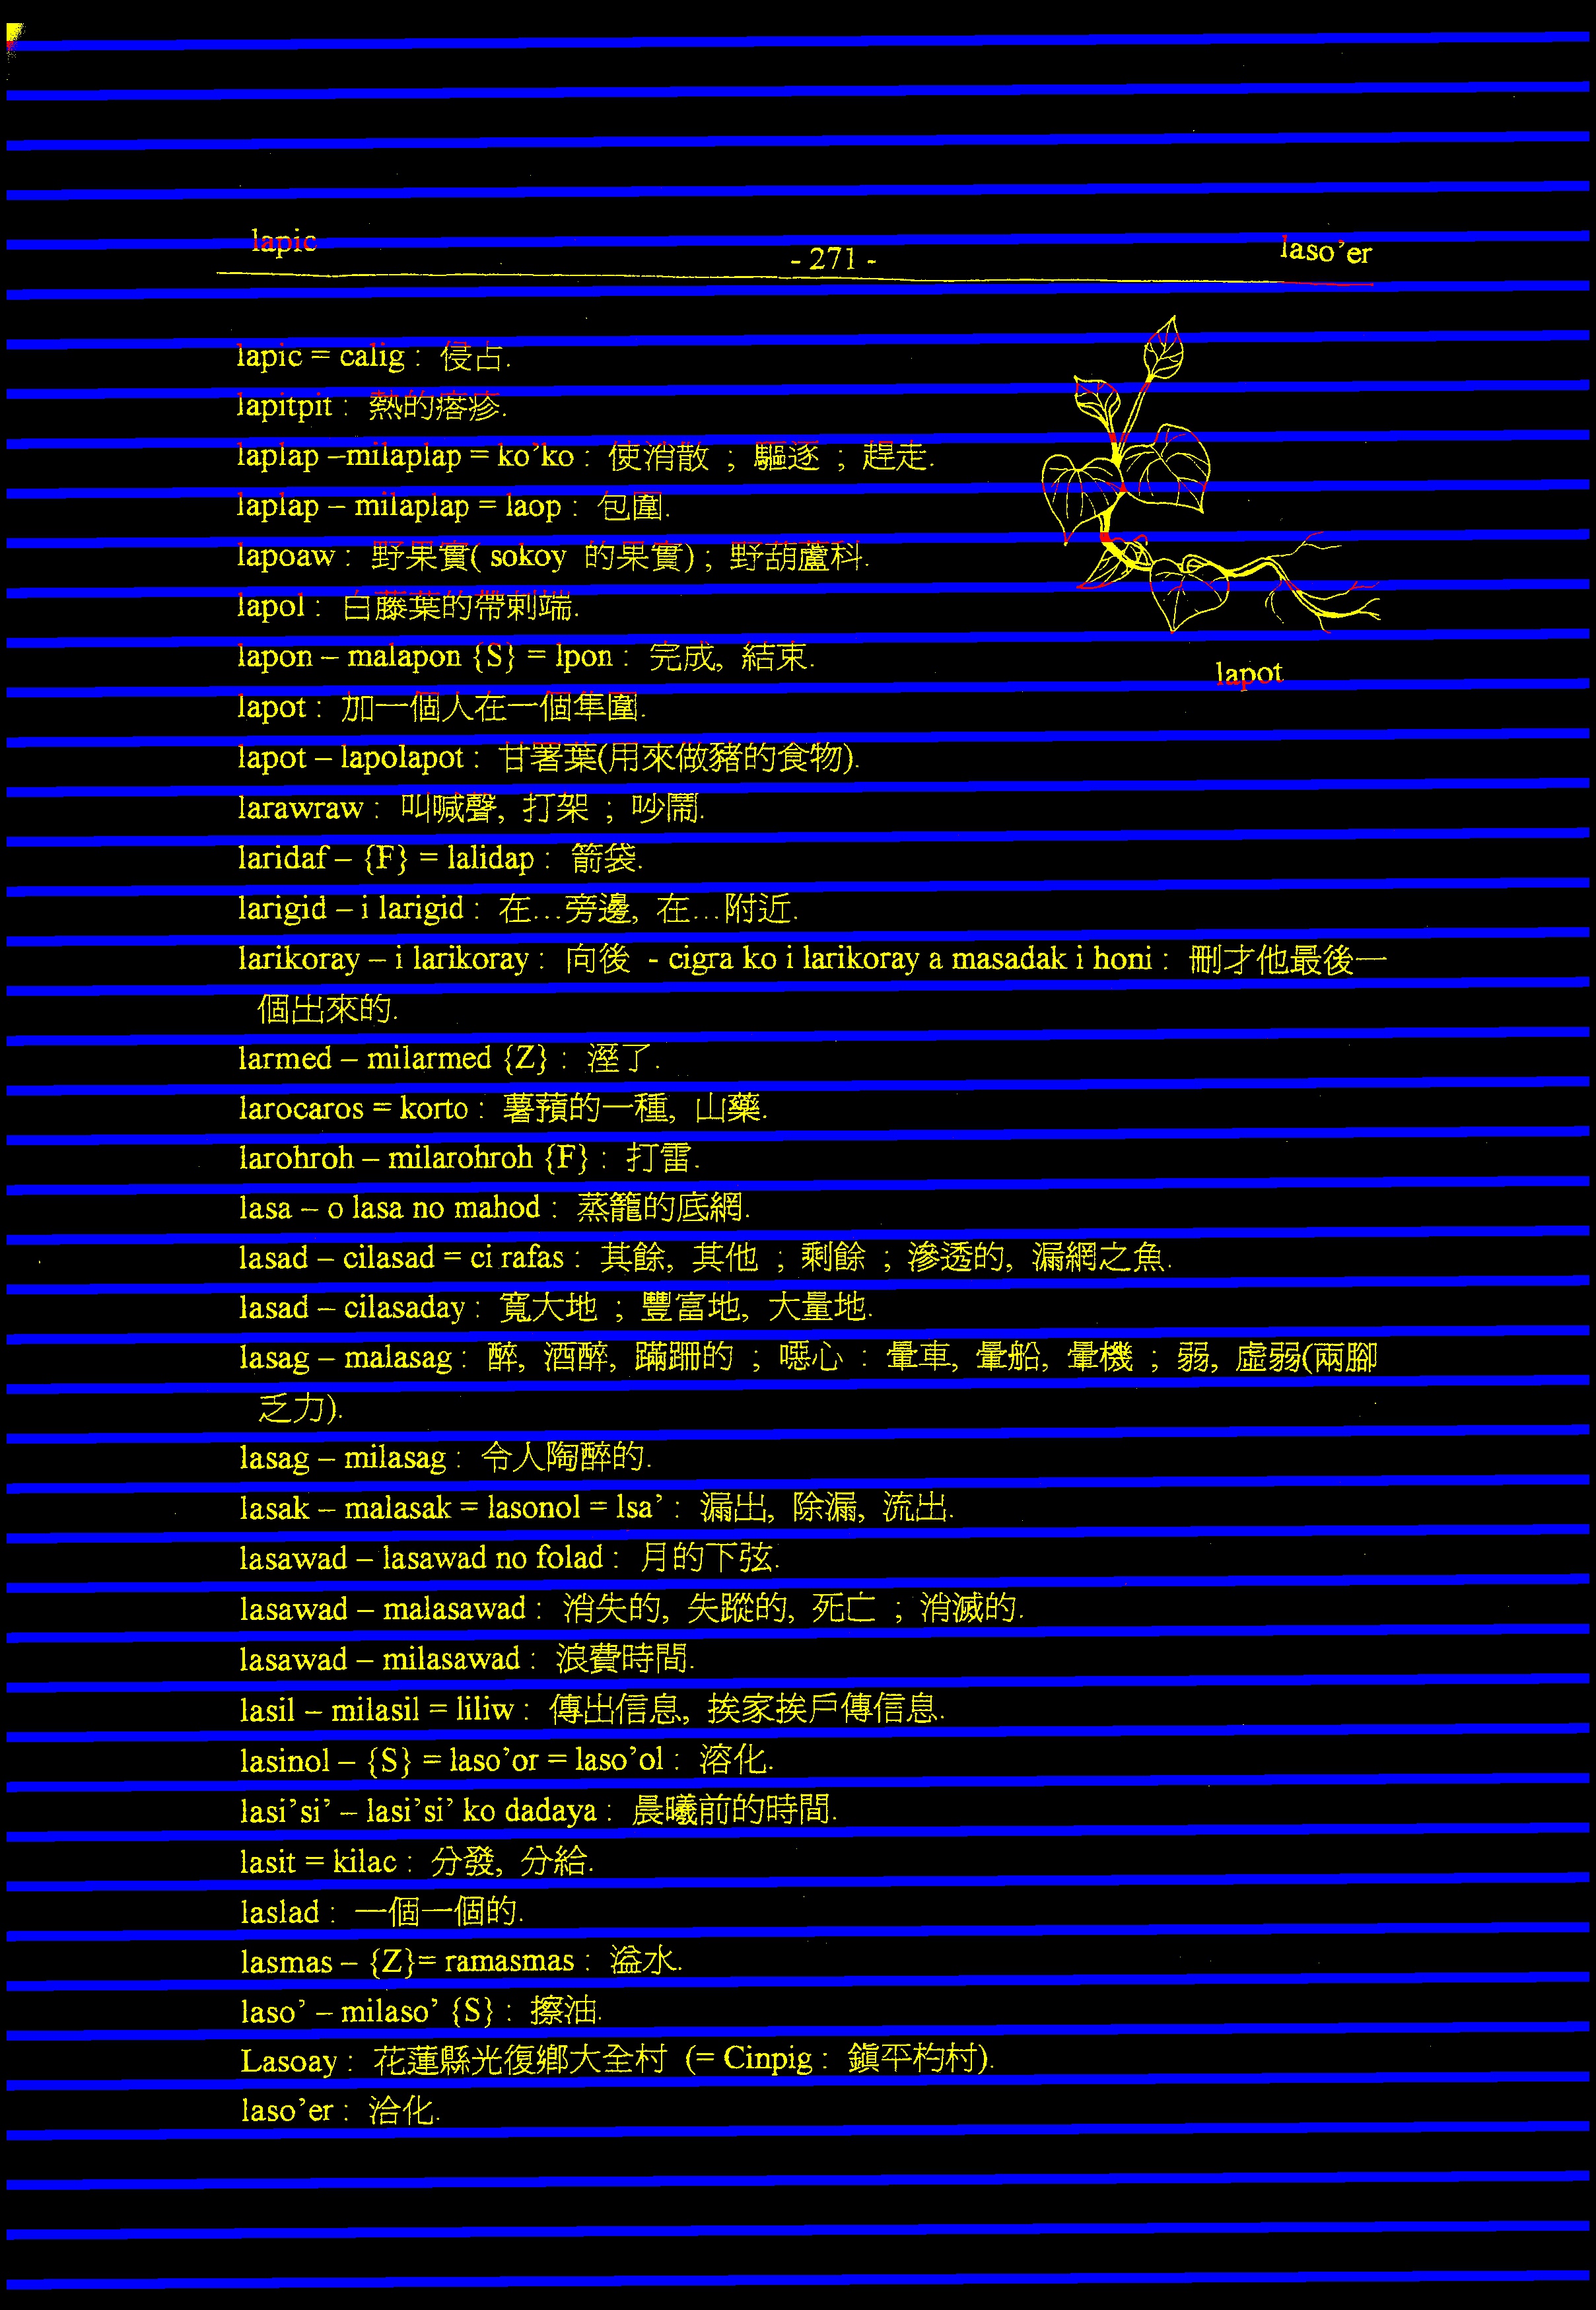 lapic
- 271 -
laso’er
lapic = calig : 侵占.
lapitpit : 熱的瘩疹.
laplap –milaplap = ko’ko : 使消散 ; 驅逐 ; 趕走.
laplap – milaplap = laop : 包圍.
lapoaw : 野果實( sokoy 的果實) ; 野葫蘆科.
lapol : 白藤葉的帶刺端.
lapon – malapon {S} = lpon : 完成, 結束.
lapot
lapot : 加一個人在一個隼圍.
lapot – lapolapot : 甘署葉(用來做豬的食物).
larawraw : 叫喊聲, 打架 ; 吵鬧.
laridaf – {F} = lalidap : 箭袋.
larigid – i larigid : 在...旁邊, 在...附近.
larikoray – i larikoray : 向後 - cigra ko i larikoray a masadak i honi : 刪才他最後一
個出來的.
larmed – milarmed {Z} : 溼了.
larocaros = korto : 薯蕷的一種, 山藥.
larohroh – milarohroh {F} : 打雷.
lasa – o lasa no mahod : 蒸籠的底網.
lasad – cilasad = ci rafas : 其餘, 其他 ; 剩餘 ; 滲透的, 漏網之魚.
lasad – cilasaday : 寬大地 ; 豐富地, 大量地.
lasag – malasag : 醉, 酒醉, 蹣跚的 ; 噁心 : 暈車, 暈船, 暈機 ; 弱, 虛弱(兩腳
乏力).
lasag – milasag : 令人陶醉的.
lasak – malasak = lasonol = lsa’ : 漏出, 除漏, 流出.
lasawad – lasawad no folad : 月的下弦.
lasawad – malasawad : 消失的, 失蹤的, 死亡 ; 消滅的.
lasawad – milasawad : 浪費時間.
lasil – milasil = liliw : 傳出信息, 挨家挨戶傳信息.
lasinol – {S} = laso’or = laso’ol : 溶化.
lasi’si’ – lasi’si’ ko dadaya : 晨曦前的時間.
lasit = kilac : 分發, 分給.
laslad : 一個一個的.
lasmas – {Z}= ramasmas : 溢水.
laso’ – milaso’ {S} : 擦油.
Lasoay : 花蓮縣光復鄉大全村 (= Cinpig : 鎮平杓村).
laso’er : 洽化.